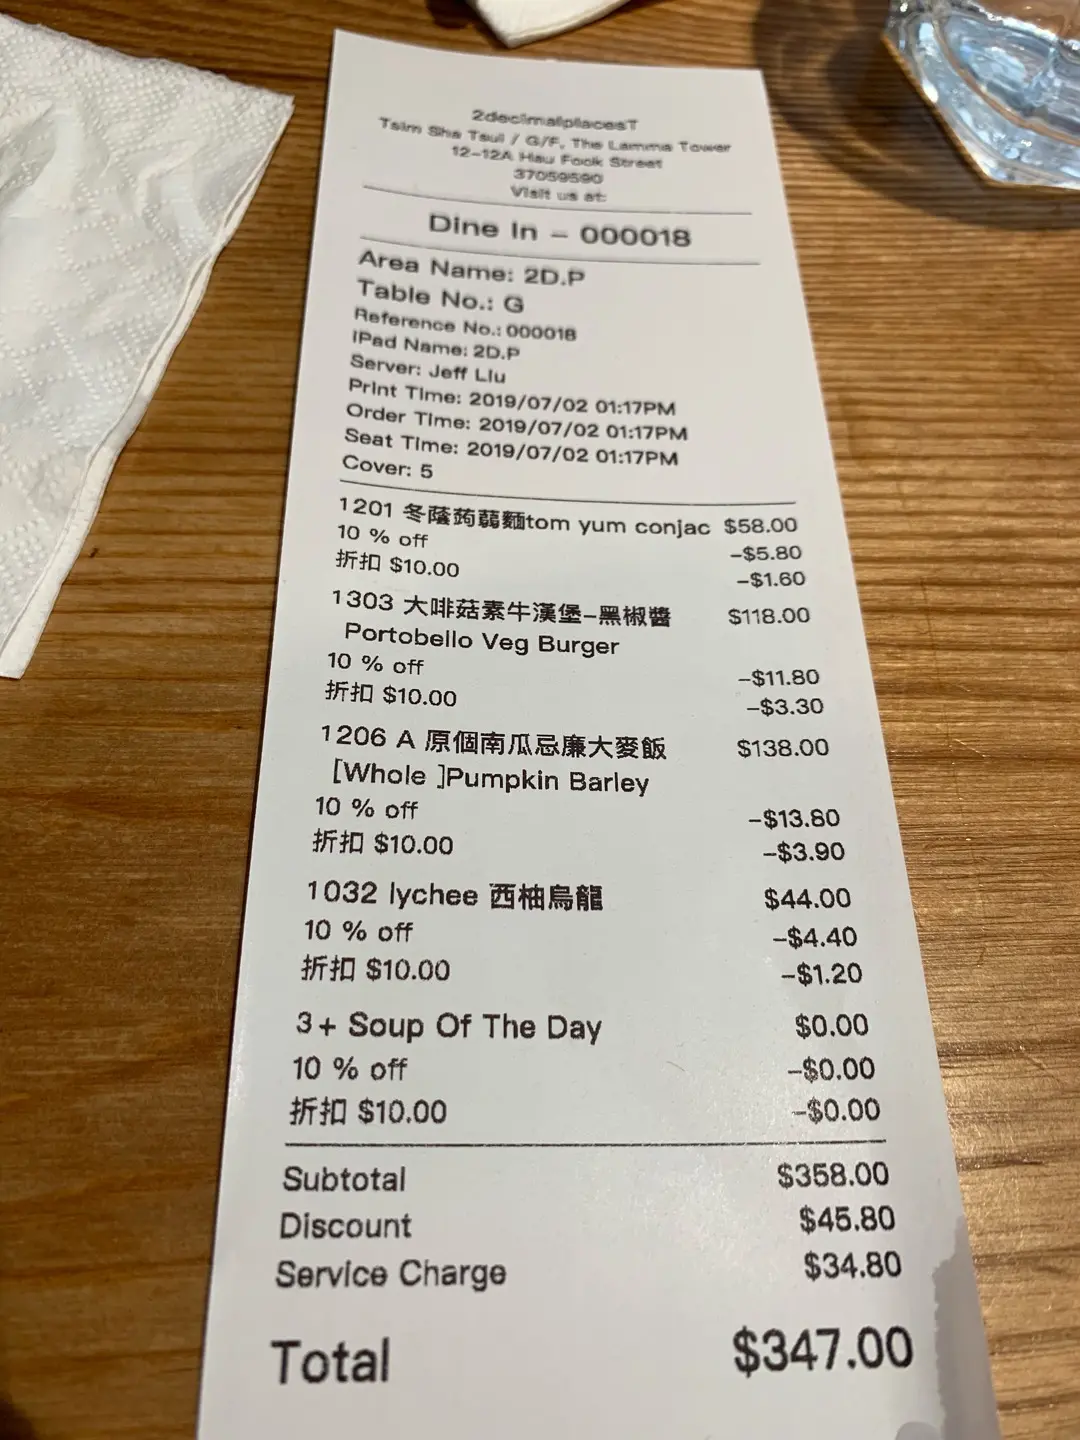 2decimalplacesT
Tsim Sha Tsui / G/F, The Lamma Tower
12-12A Hau Fook Street
37059590
Visit us at:
Dine In - 000018
Area Name: 2D.P
Table No.: G
Reference No.: 000018
iPad Name: 2D.P
Server: Jeff Liu
Print Time: 2019/07/02 01:17PM
Order Time: 2019/07/02 01:17PM
Seat Time: 2019/07/02 01:17PM
Cover: 5
1201 冬蔭蒟蒻麵tom yum conjac $58.00
10 % off -$5.80
折扣 $10.00 -$1.60
1303 大啡菇素牛漢堡-黑椒醬 $118.00
Portobello Veg Burger
10 % off -$11.80
折扣 $10.00 -$3.30
1206 A 原個南瓜忌廉大麥飯 $138.00
[Whole ]Pumpkin Barley
10 % off -$13.80
折扣 $10.00 -$3.90
1032 lychee 西柚烏龍 $44.00
10 % off -$4.40
折扣 $10.00 -$1.20
3+ Soup Of The Day $0.00
10 % off -$0.00
折扣 $10.00 -$0.00
Subtotal $358.00
Discount $45.80
Service Charge $34.80
Total $347.00